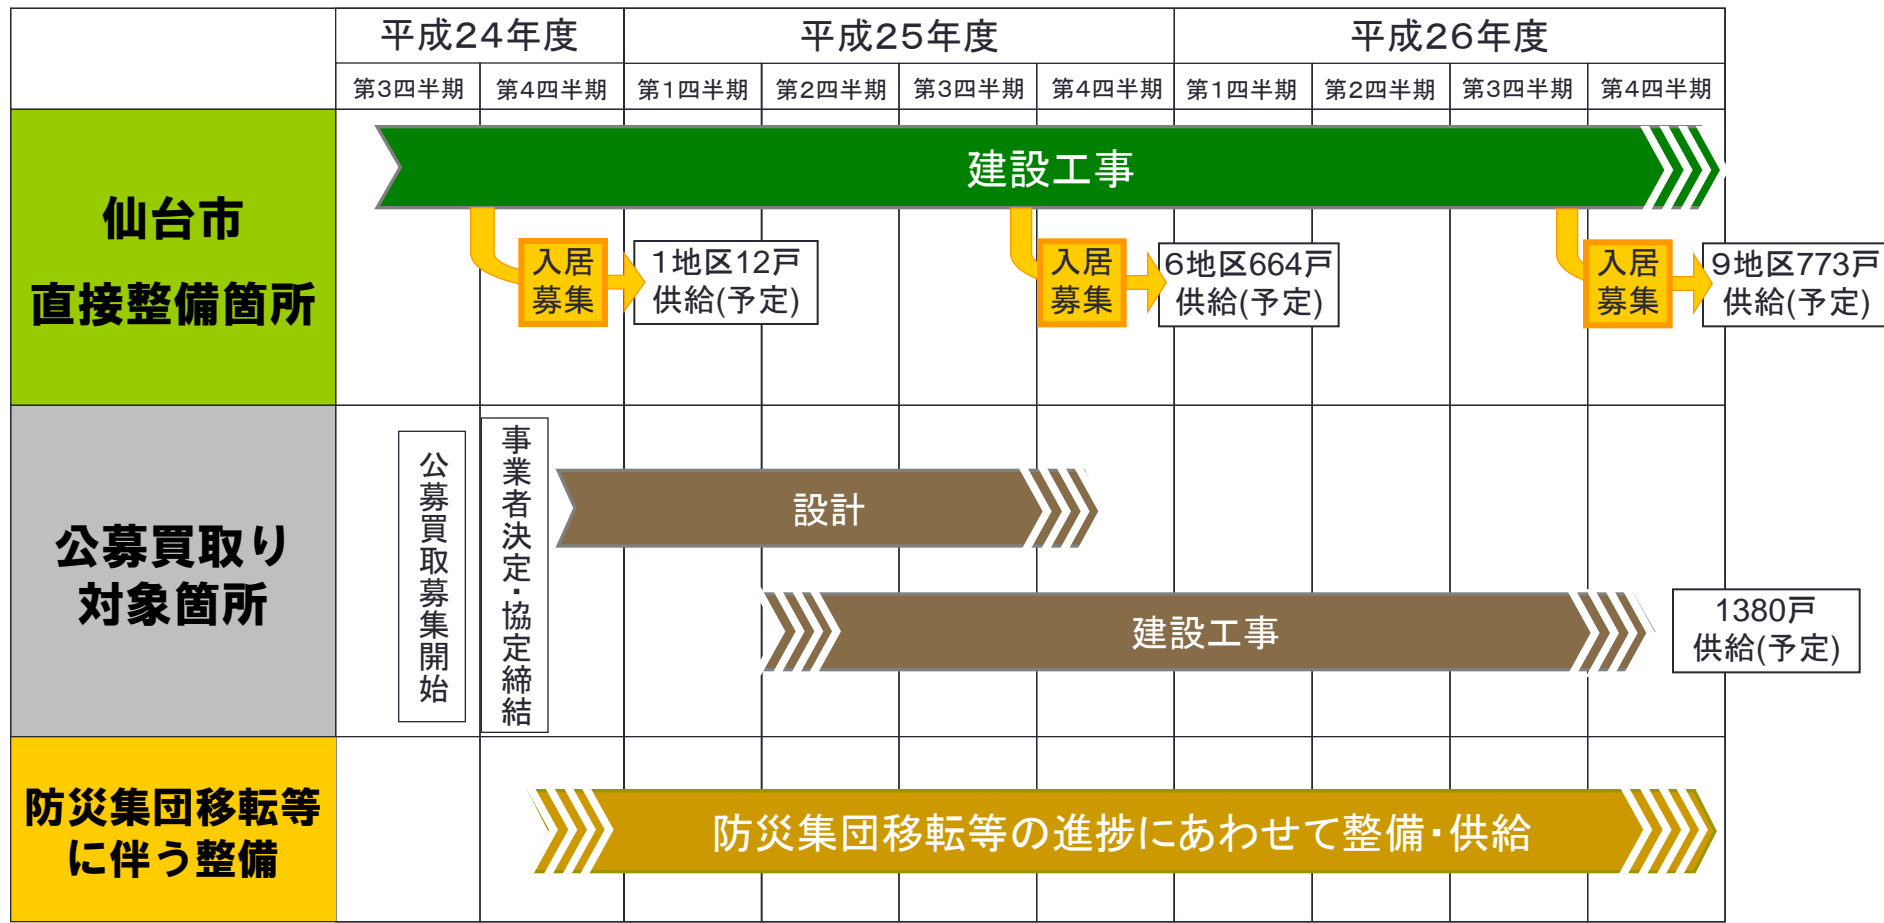 平成24年度
平成25年度
平成26年度
第3四半期
第4四半期
第1四半期
第2四半期
第3四半期
第4四半期
第1四半期
第2四半期
第3四半期
第4四半期
仙台市
直接整備箇所
建設工事
入居
募集
1地区12戸
供給(予定)
入居
募集
6地区664戸
供給(予定)
入居
募集
9地区773戸
供給(予定)
公募買取り
対象箇所
公募買取募集開始
事業者決定・協定締結
設計
建設工事
1380戸
供給(予定)
防災集団移転等
に伴う整備
防災集団移転等の進捗にあわせて整備・供給